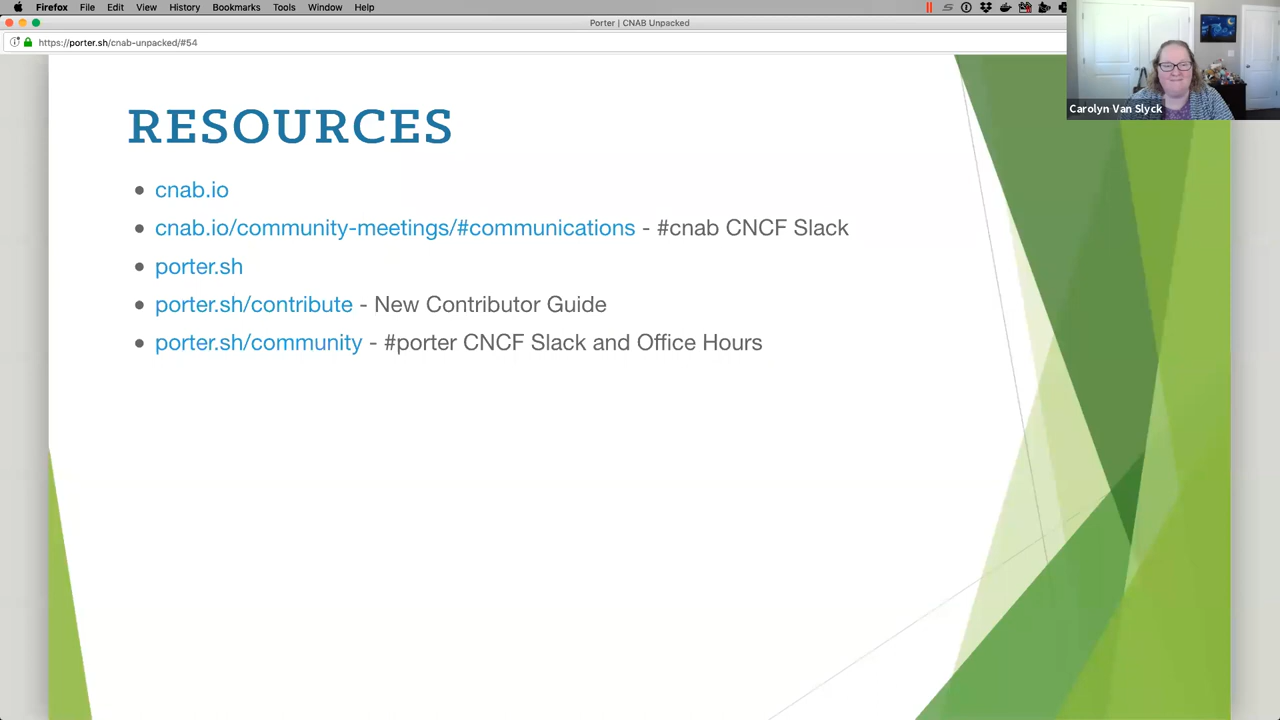 Firefox File Edit View History Bookmarks Tools Window Help
Porter | CNAB Unpacked
https://porter.sh/cnab-unpacked/#54
Carolyn Van Slyck
RESOURCES
cnab.io
cnab.io/community-meetings/#communications - #cnab CNCF Slack
porter.sh
porter.sh/contribute - New Contributor Guide
porter.sh/community - #porter CNCF Slack and Office Hours